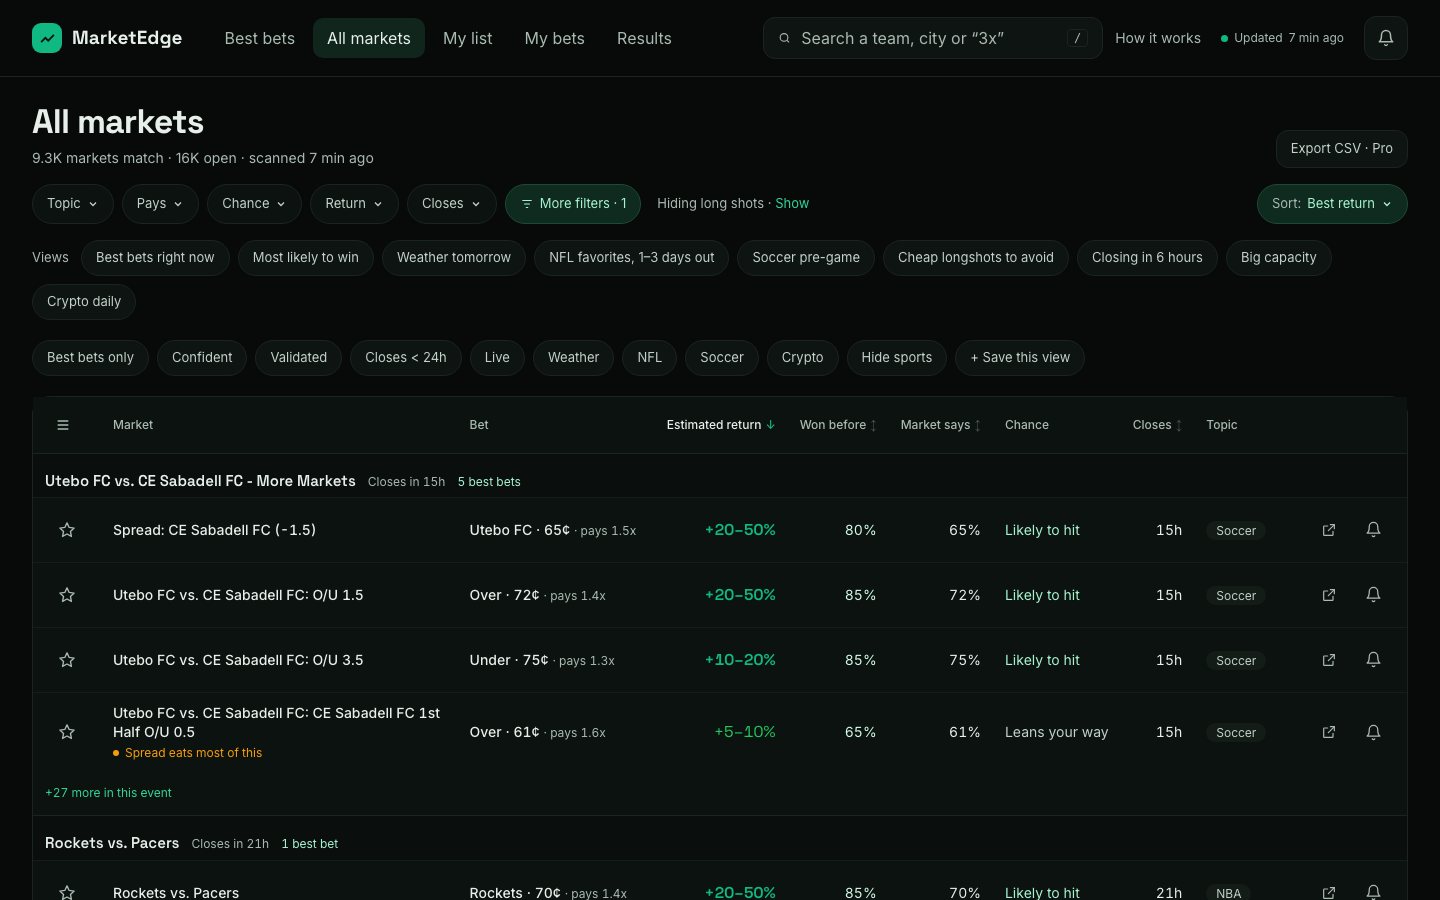 MarketEdge
Best bets
All markets
My list
My bets
Results
Search a team, city or “3x”
/
How it works
Updated 7 min ago
All markets
9.3K markets match · 16K open · scanned 7 min ago
Export CSV · Pro
Topic
Pays
Chance
Return
Closes
More filters · 1
Hiding long shots · Show
Sort: Best return
Views
Best bets right now
Most likely to win
Weather tomorrow
NFL favorites, 1–3 days out
Soccer pre-game
Cheap longshots to avoid
Closing in 6 hours
Big capacity
Crypto daily
Best bets only
Confident
Validated
Closes < 24h
Live
Weather
NFL
Soccer
Crypto
Hide sports
+ Save this view
Market
Bet
Estimated return ↓
Won before ↕
Market says ↕
Chance
Closes ↕
Topic
Utebo FC vs. CE Sabadell FC - More Markets Closes in 15h 5 best bets
Spread: CE Sabadell FC (-1.5)
Utebo FC · 65¢ · pays 1.5x
+20–50%
80%
65%
Likely to hit
15h
Soccer
Utebo FC vs. CE Sabadell FC: O/U 1.5
Over · 72¢ · pays 1.4x
+20–50%
85%
72%
Likely to hit
15h
Soccer
Utebo FC vs. CE Sabadell FC: O/U 3.5
Under · 75¢ · pays 1.3x
+10–20%
85%
75%
Likely to hit
15h
Soccer
Utebo FC vs. CE Sabadell FC: CE Sabadell FC 1st
Half O/U 0.5
Spread eats most of this
Over · 61¢ · pays 1.6x
+5–10%
65%
61%
Leans your way
15h
Soccer
+27 more in this event
Rockets vs. Pacers Closes in 21h 1 best bet
Rockets vs. Pacers
Rockets · 70¢ · pays 1.4x
+20–50%
85%
70%
Likely to hit
21h
NBA